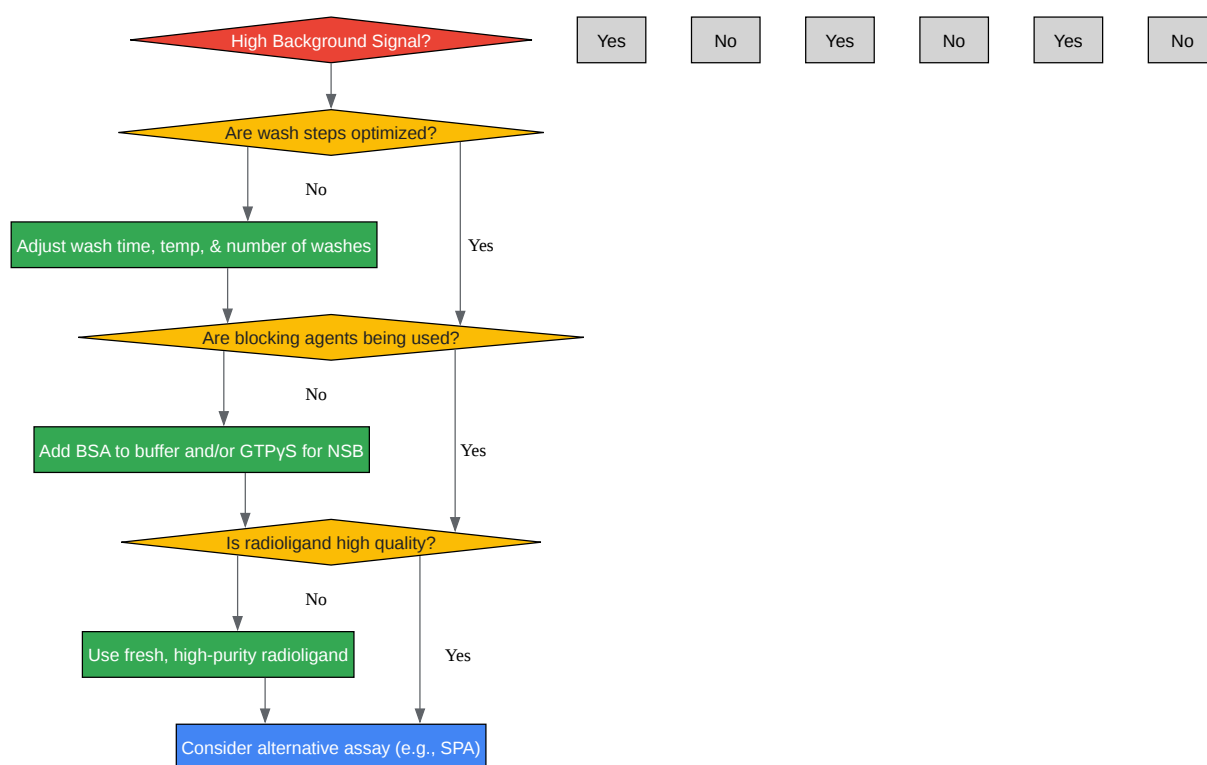 High Background Signal?
Yes
No
Yes
No
Yes
No
Are wash steps optimized?
No
Adjust wash time, temp, & number of washes
Yes
Are blocking agents being used?
No
Add BSA to buffer and/or GTPγS for NSB
Yes
Is radioligand high quality?
No
Use fresh, high-purity radioligand
Yes
Consider alternative assay (e.g., SPA)